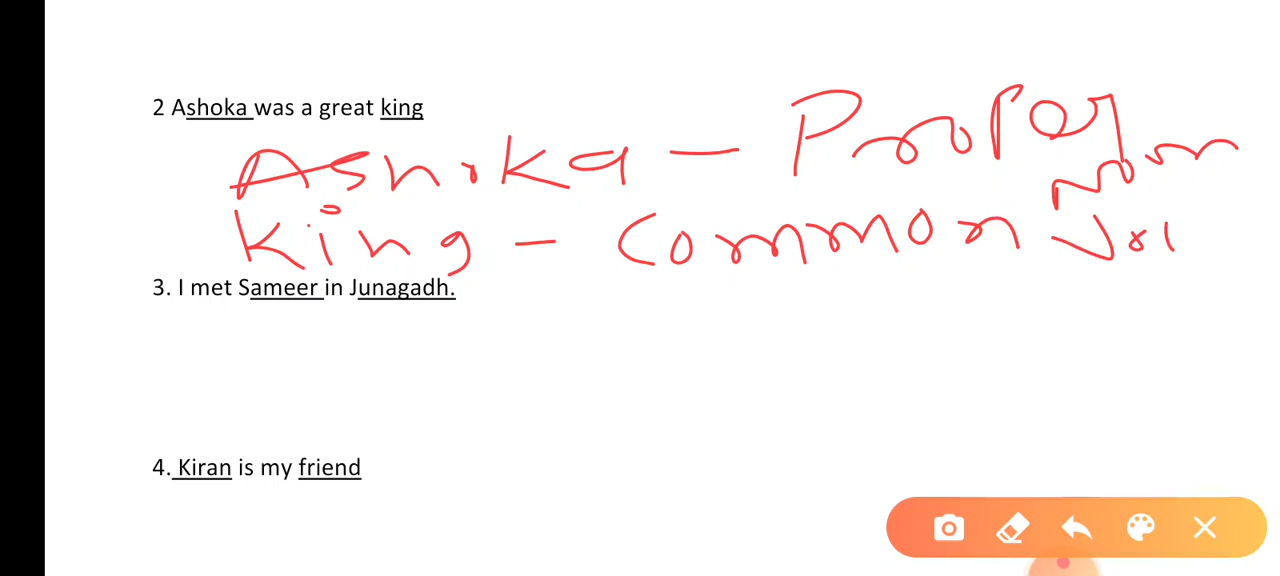 2 Ashoka was a great king
Ashoka - Proper Noun
King - Common
3. I met Sameer in Junagadh.
4. Kiran is my friend